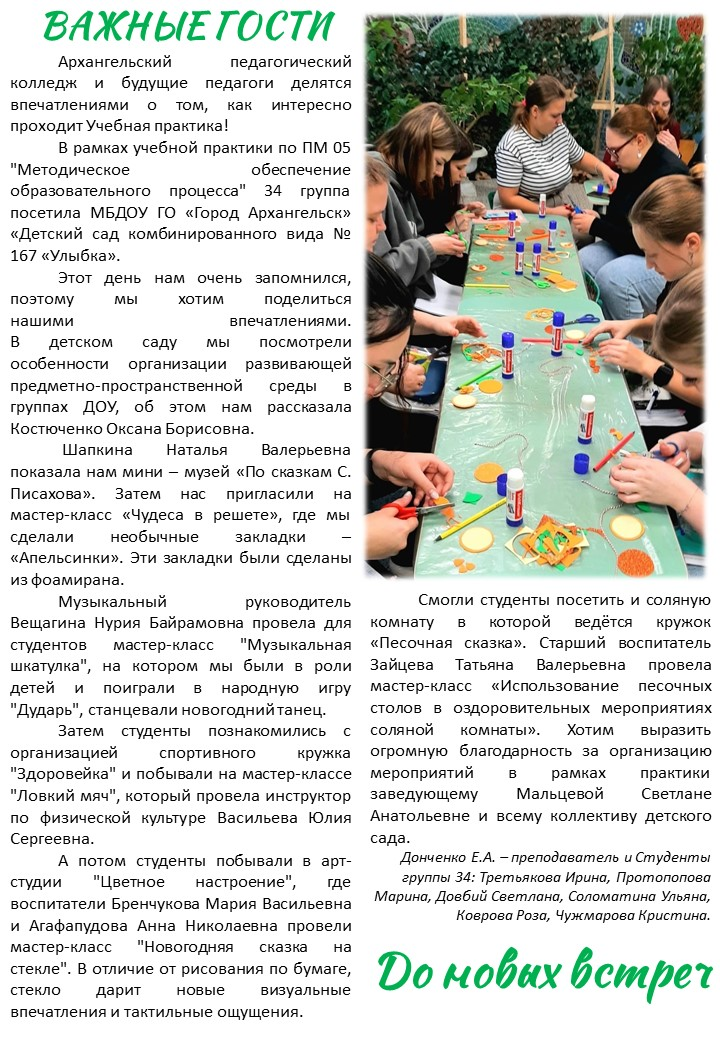 ВАЖНЫЕ ГОСТИ
Архангельский педагогический
колледж и будущие педагоги делятся
впечатлениями о том, как интересно
проходит Учебная практика!
В рамках учебной практики по ПМ 05
"Методическое обеспечение
образовательного процесса" 34 группа
посетила МБДОУ ГО «Город Архангельск»
«Детский сад комбинированного вида №
167 «Улыбка».
Этот день нам очень запомнился,
поэтому мы хотим поделиться
нашими впечатлениями.
В детском саду мы посмотрели
особенности организации развивающей
предметно-пространственной среды в
группах ДОУ, об этом нам рассказала
Костюченко Оксана Борисовна.
Шапкина Наталья Валерьевна
показала нам мини – музей «По сказкам С.
Писахова». Затем нас пригласили на
мастер-класс «Чудеса в решете», где мы
сделали необычные закладки –
«Апельсинки». Эти закладки были сделаны
из фоамирана.
Музыкальный руководитель
Вещагина Нурия Байрамовна провела для
студентов мастер-класс "Музыкальная
шкатулка", на котором мы были в роли
детей и поиграли в народную игру
"Дударь", станцевали новогодний танец.
Затем студенты познакомились с
организацией спортивного кружка
"Здоровейка" и побывали на мастер-классе
"Ловкий мяч", который провела инструктор
по физической культуре Васильева Юлия
Сергеевна.
А потом студенты побывали в арт-
студии "Цветное настроение", где
воспитатели Бренчукова Мария Васильевна
и Агафапудова Анна Николаевна провели
мастер-класс "Новогодняя сказка на
стекле". В отличие от рисования по бумаге,
стекло дарит новые визуальные
впечатления и тактильные ощущения.
Смогли студенты посетить и соляную
комнату в которой ведётся кружок
«Песочная сказка». Старший воспитатель
Зайцева Татьяна Валерьевна провела
мастер-класс «Использование песочных
столов в оздоровительных мероприятиях
соляной комнаты». Хотим выразить
огромную благодарность за организацию
мероприятий в рамках практики
заведующему Мальцевой Светлане
Анатольевне и всему коллективу детского
сада.
Донченко Е.А. – преподаватель и Студенты
группы 34: Третьякова Ирина, Протопопова
Марина, Довбий Светлана, Соломатина Ульяна,
Коврова Роза, Чужмарова Кристина.
До новых встреч